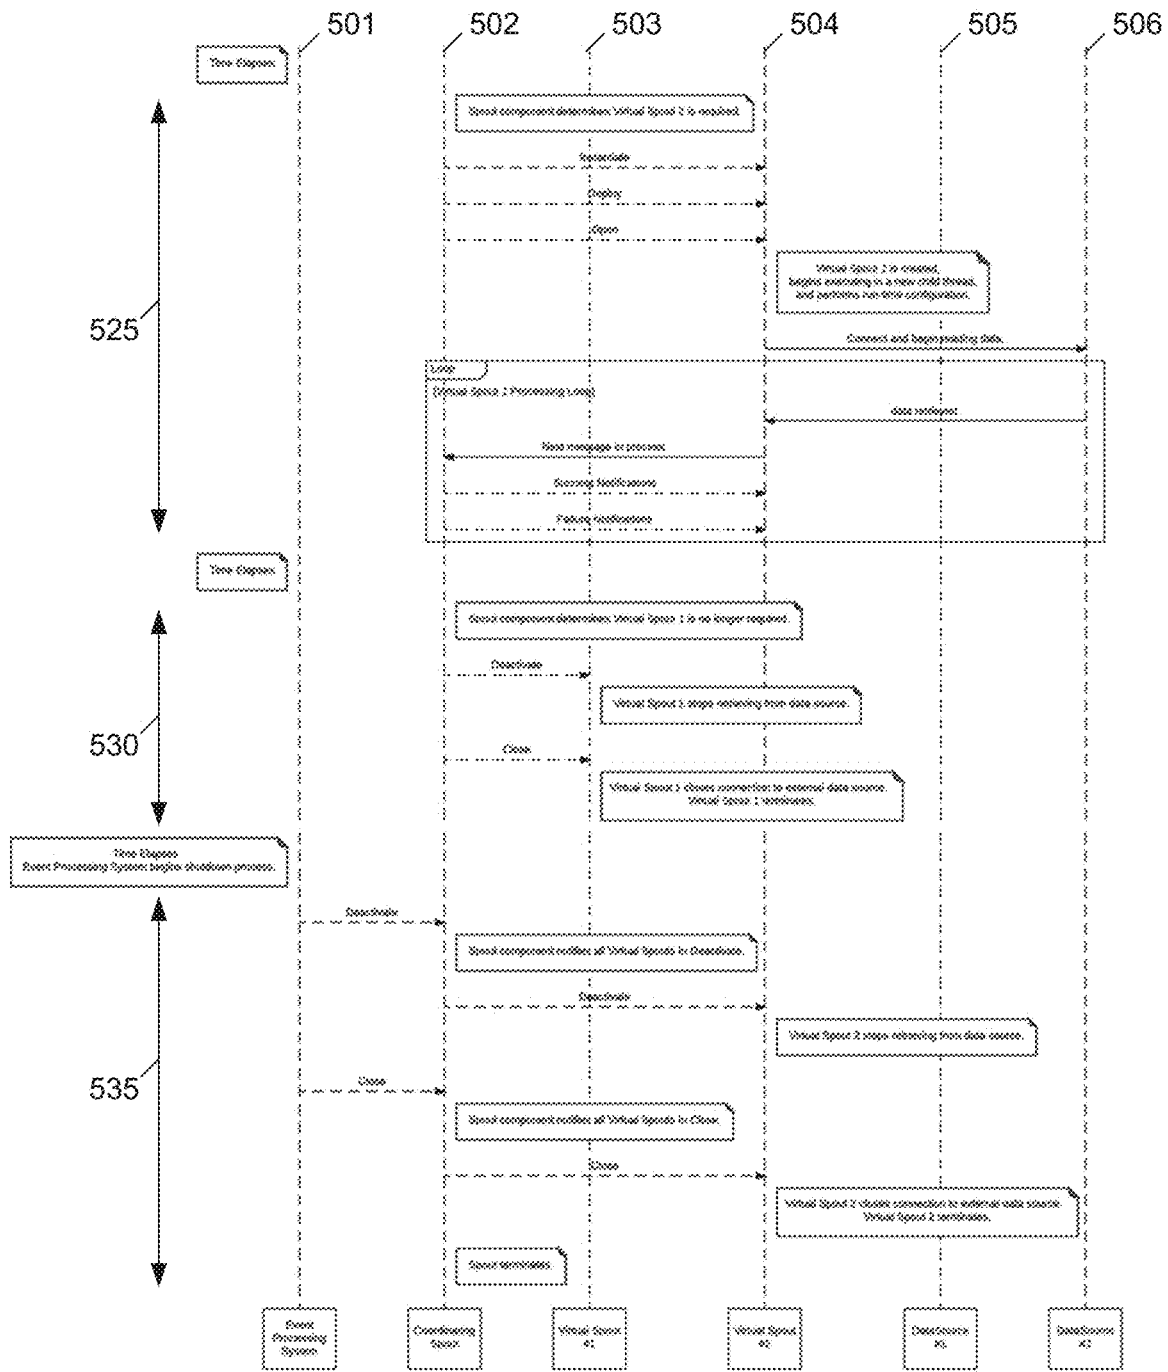 501
502
503
504
505
506
Time Elapses
Spout component determines Virtual Spout 2 is required.
Deploy
Open
Virtual Spout 2 is created,
begins executing in a new child thread,
and performs run-time configuration.
Connect and begin reading data.
525
Loop
[Virtual Spout 2 Processing Loop]
data retrieved
Next message to process
Success Notifications
Failure Notifications
Time Elapses
Spout component determines Virtual Spout 1 is no longer required.
Deactivate
Virtual Spout 1 stops retrieving from data source.
530
Close
Virtual Spout 1 closes connection to external data source.
Virtual Spout 1 terminates.
Time Elapses
Event Processing System begins shutdown process.
Deactivate
Spout component notifies all Virtual Spouts to Deactivate.
Deactivate
Virtual Spout 2 stops retrieving from data source.
535
Close
Spout component notifies all Virtual Spouts to Close.
Close
Virtual Spout 2 closes connection to external data source.
Virtual Spout 2 terminates.
Spout terminates.
Event
Processing
System
Coordinating
Spout
Virtual Spout
#1
Virtual Spout
#2
DataSource
#1
DataSource
#2